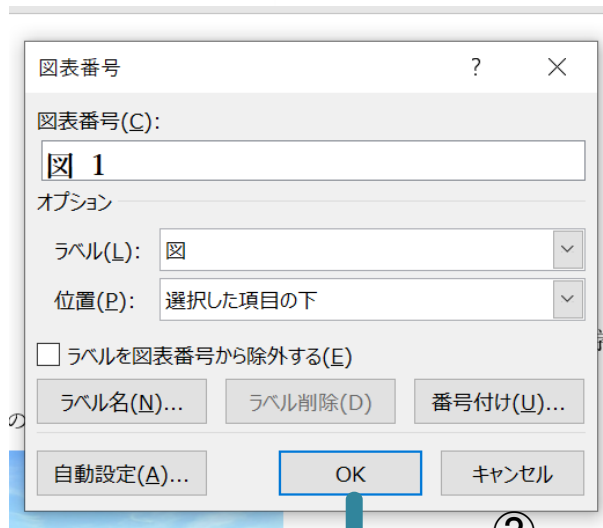 図表番号 ?
図表番号(C):
図 1
オプション
ラベル(L): 図
位置(P): 選択した項目の下
ラベルを図表番号から除外する(E)
ラベル名(N)... ラベル削除(D) 番号付け(U)...
の
自動設定(A)... OK キャンセル